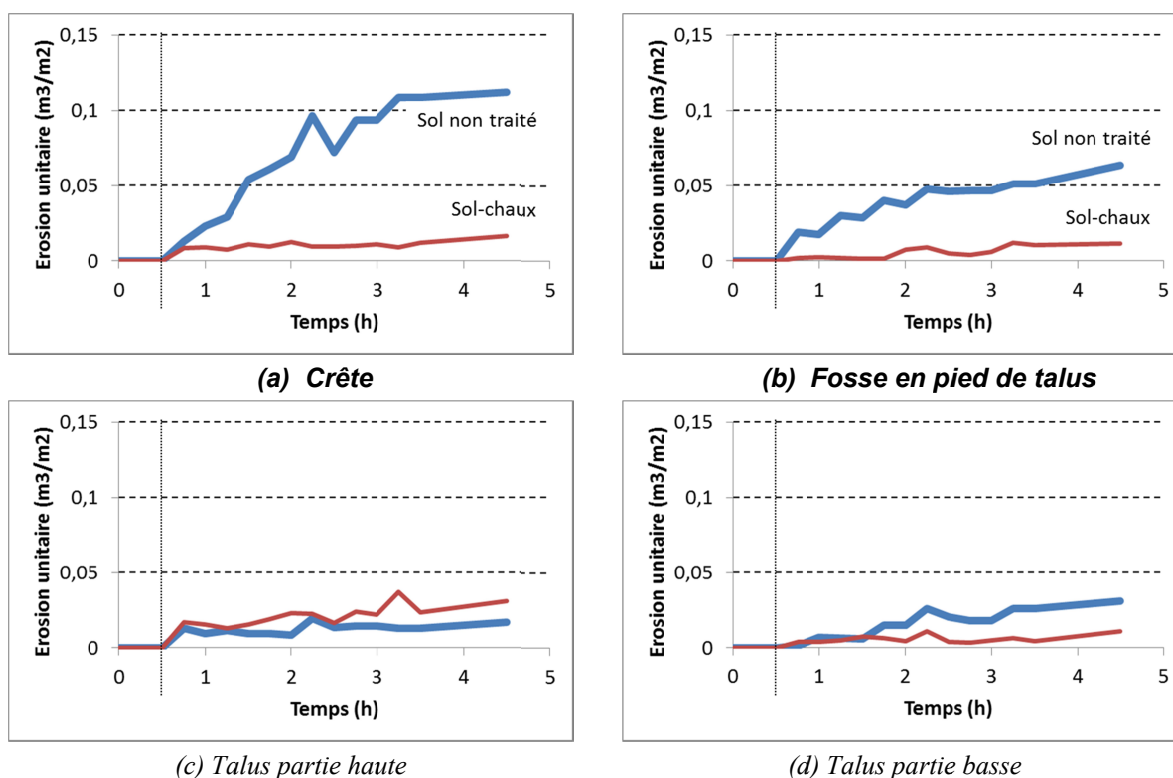 0,15
0,1
0,05
0
Erosion unitaire (m3/m2)
Sol non traité
Sol-chaux
0 1 2 3 4 5
Temps (h)
(a) Crête
0,15
0,1
0,05
0
Erosion unitaire (m3/m2)
Sol non traité
Sol-chaux
0 1 2 3 4 5
Temps (h)
(b) Fosse en pied de talus
0,15
0,1
0,05
0
Erosion unitaire (m3/m2)
0 1 2 3 4 5
Temps (h)
(c) Talus partie haute
0,15
0,1
0,05
0
Erosion unitaire (m3/m2)
0 1 2 3 4 5
Temps (h)
(d) Talus partie basse